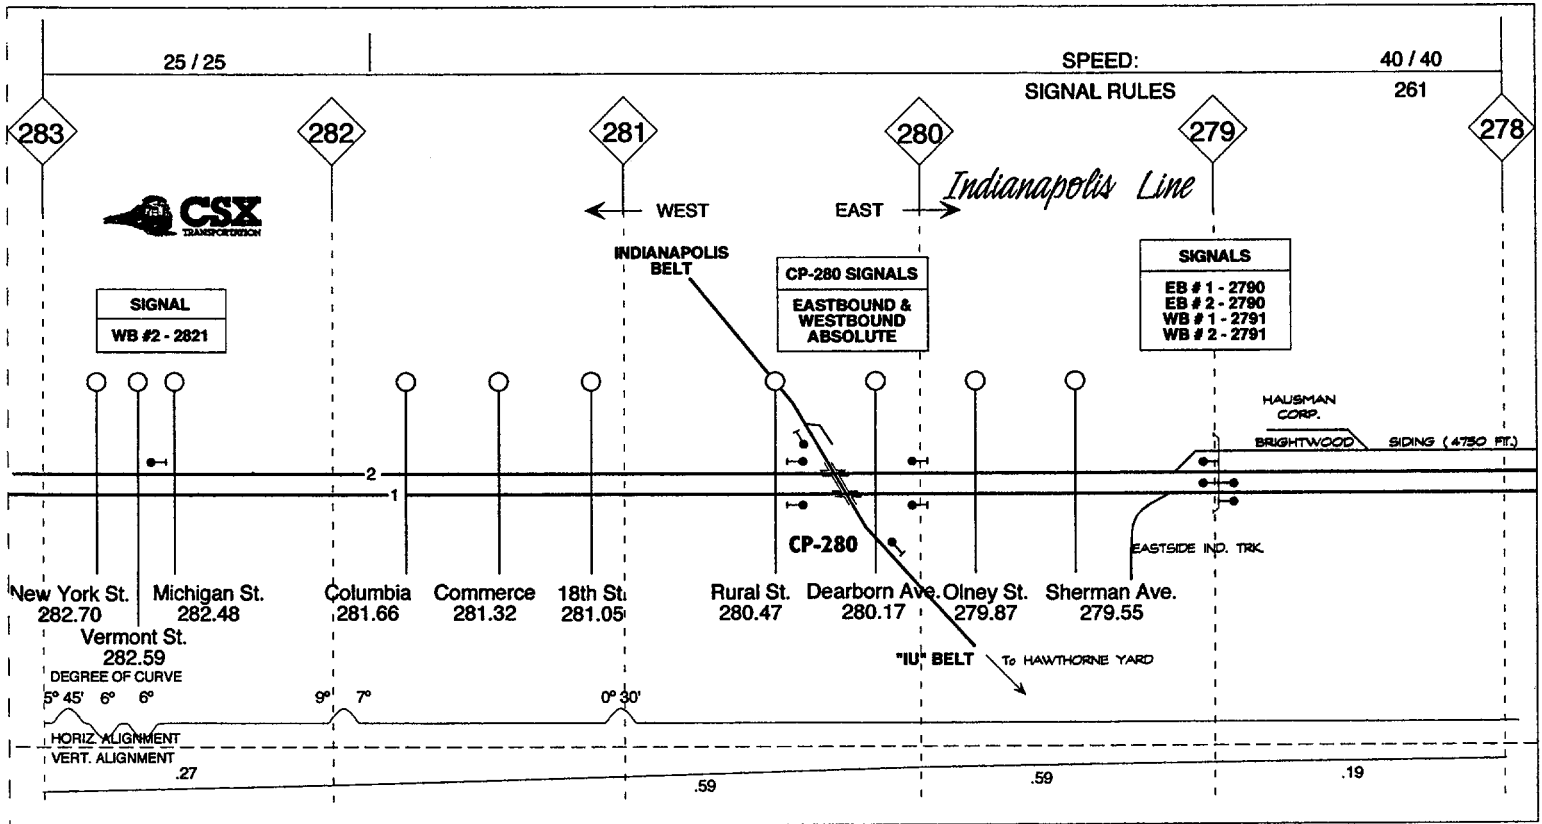 25 / 25
SPEED:
40 / 40
SIGNAL RULES
261
283
282
281
280
279
278
Indianapolis Line
CSX
TRANSPORTATION
WEST
EAST
INDIANAPOLIS
BELT
CP-280 SIGNALS
EASTBOUND &
WESTBOUND
ABSOLUTE
SIGNALS
EB # 1 - 2790
EB # 2 - 2790
WB # 1 - 2791
WB # 2 - 2791
SIGNAL
WB #2 - 2821
HAUSMAN
CORP.
BRIGHTWOOD SIDING (4750 FT.)
2
1
CP-280
EASTSIDE IND. TRK.
New York St.
282.70
Vermont St.
282.59
Michigan St.
282.48
Columbia
281.66
Commerce
281.32
18th St.
281.05
Rural St.
280.47
Dearborn Ave.
280.17
Olney St.
279.87
Sherman Ave.
279.55
"IU" BELT
To HAWTHORNE YARD
DEGREE OF CURVE
5° 45'
6°
6°
9°
7°
0° 30'
HORIZ. ALIGNMENT
VERT. ALIGNMENT
.27
.59
.59
.19